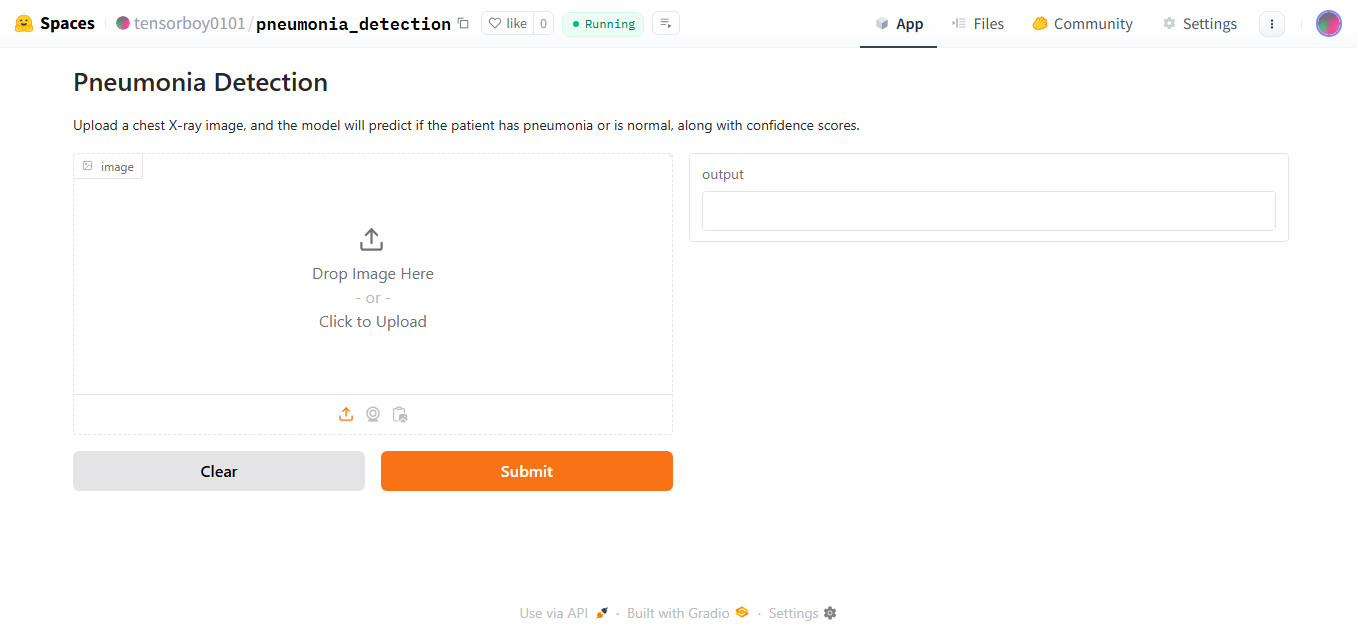 Spaces tensorboy0101/pneumonia_detection like 0 Running App Files Community Settings
Pneumonia Detection
Upload a chest X-ray image, and the model will predict if the patient has pneumonia or is normal, along with confidence scores.
image
Drop Image Here
- or -
Click to Upload
Clear Submit
output
Use via API · Built with Gradio · Settings